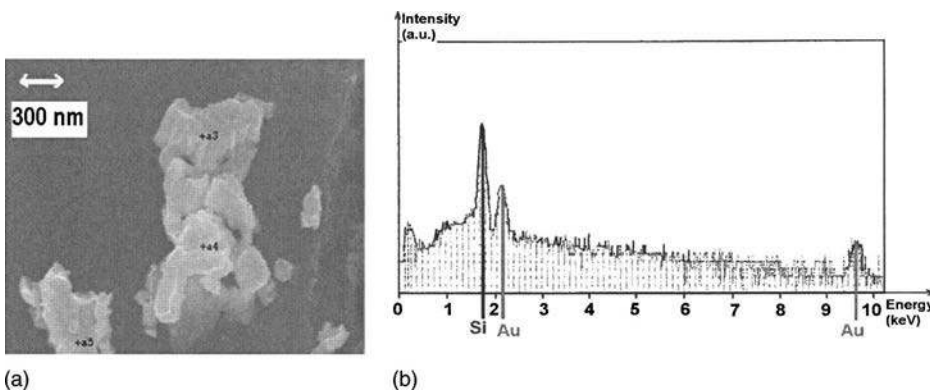 300 nm
+a3
+a4
+a5
(a)
Intensity
(a.u.)
0 1 2 3 4 5 6 7 8 9 10 Energy
(keV)
Si Au Au
(b)